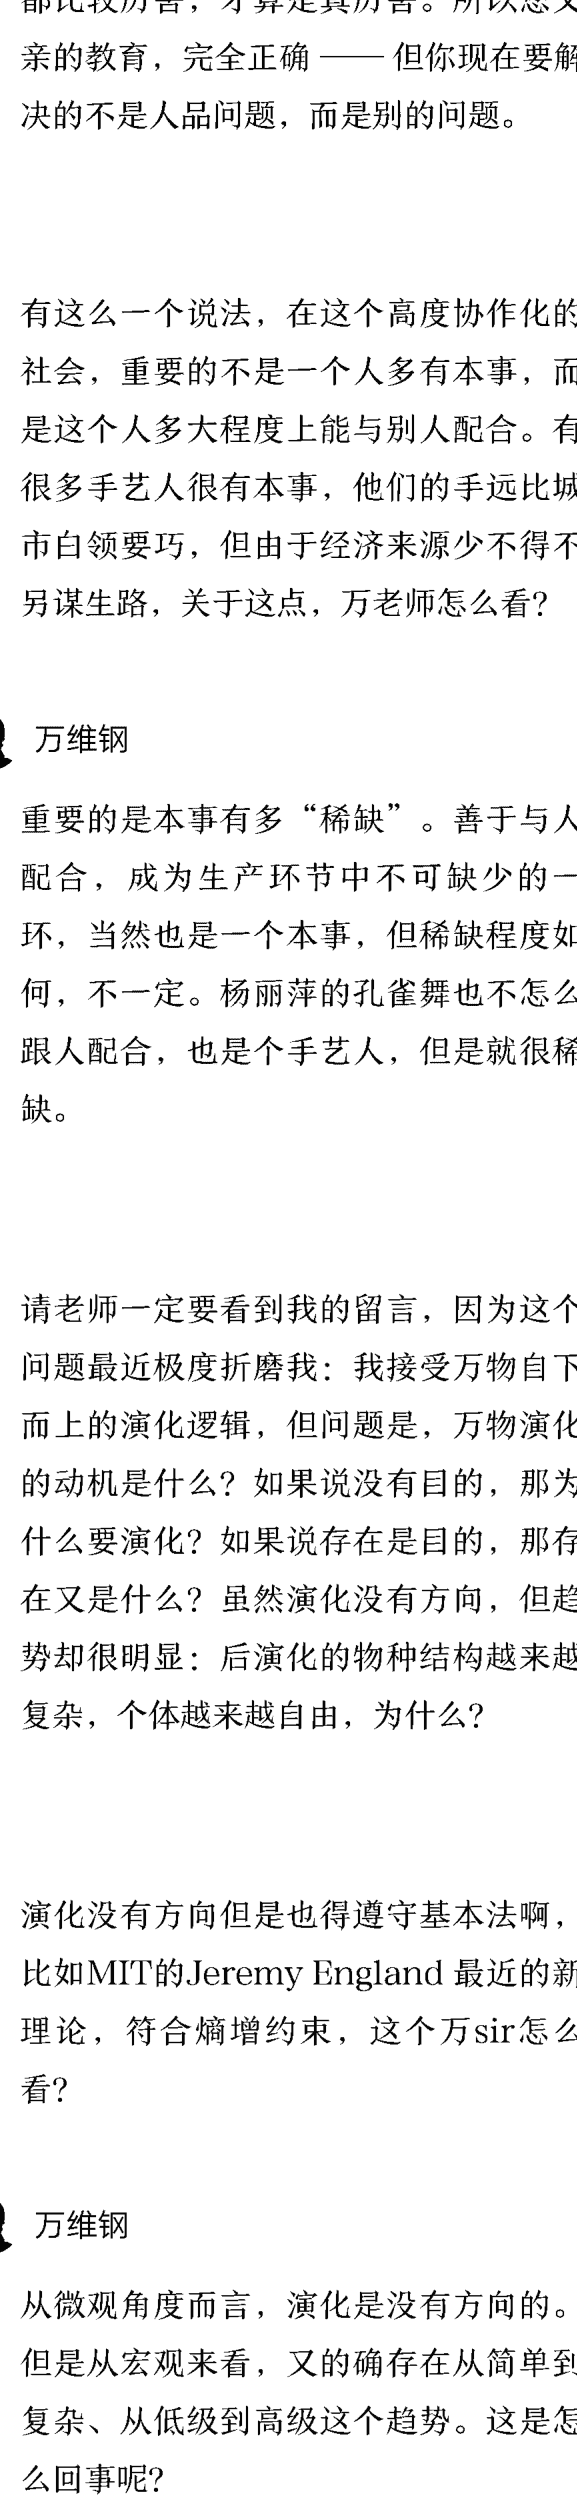 都比较厉害，才算是真厉害。所以您父
亲的教育，完全正确 —— 但你现在要解
决的不是人品问题，而是别的问题。
有这么一个说法，在这个高度协作化的
社会，重要的不是一个人多有本事，而
是这个人多大程度上能与别人配合。有
很多手艺人很有本事，他们的手远比城
市白领要巧，但由于经济来源少不得不
另谋生路，关于这点，万老师怎么看？
万维钢
重要的是本事有多“稀缺”。善于与人
配合，成为生产环节中不可缺少的一
环，当然也是一个本事，但稀缺程度如
何，不一定。杨丽萍的孔雀舞也不怎么
跟人配合，也是个手艺人，但是就很稀
缺。
请老师一定要看到我的留言，因为这个
问题最近极度折磨我：我接受万物自下
而上的演化逻辑，但问题是，万物演化
的动机是什么？如果说没有目的，那为
什么要演化？如果说存在是目的，那存
在又是什么？虽然演化没有方向，但趋
势却很明显：后演化的物种结构越来越
复杂，个体越来越自由，为什么？
演化没有方向但是也得遵守基本法啊，
比如MIT的Jeremy England 最近的新
理论，符合熵增约束，这个万sir怎么
看？
万维钢
从微观角度而言，演化是没有方向的。
但是从宏观来看，又的确存在从简单到
复杂、从低级到高级这个趋势。这是怎
么回事呢？